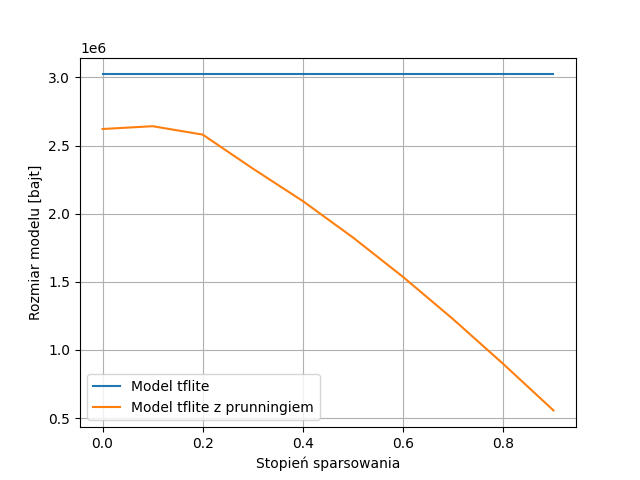 1e6
3.0
2.5
2.0
1.5
1.0
0.5
Rozmiar modelu [bajt]
Model tflite
Model tflite z prunningiem
0.0 0.2 0.4 0.6 0.8
Stopień sparsowania